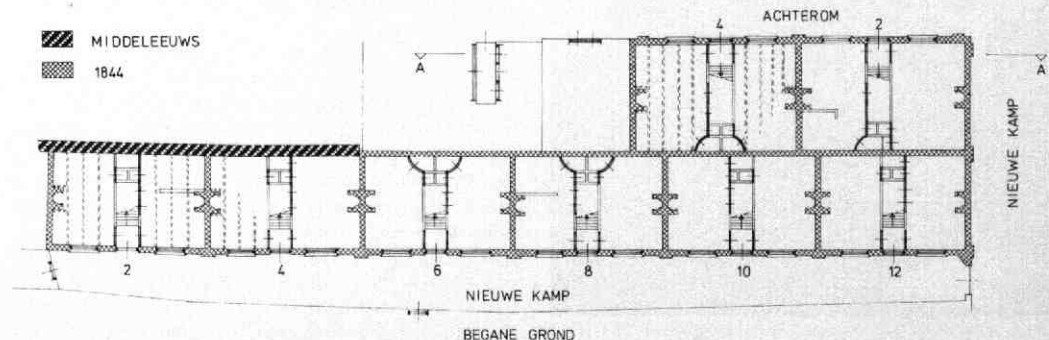 MIDDELEEUWS
1844
ACHTEROM
4 2
A A
NIEUWE KAMP
2 4 6 8 10 12
NIEUWE KAMP
BEGANE GROND